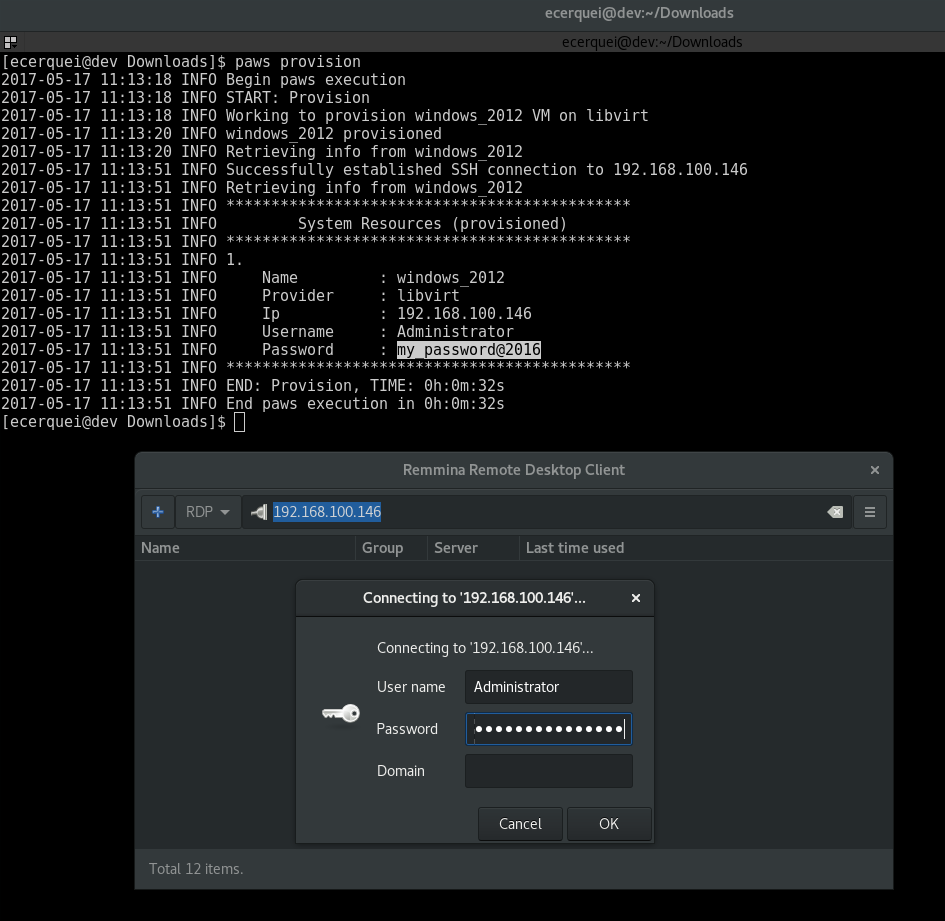 ecerquei@dev:~/Downloads
ecerquei@dev:~/Downloads
[ecerquei@dev Downloads]$ paws provision
2017-05-17 11:13:18 INFO Begin paws execution
2017-05-17 11:13:18 INFO START: Provision
2017-05-17 11:13:18 INFO Working to provision windows_2012 VM on libvirt
2017-05-17 11:13:20 INFO windows_2012 provisioned
2017-05-17 11:13:20 INFO Retrieving info from windows_2012
2017-05-17 11:13:51 INFO Successfully established SSH connection to 192.168.100.146
2017-05-17 11:13:51 INFO Retrieving info from windows_2012
2017-05-17 11:13:51 INFO *********************************************
2017-05-17 11:13:51 INFO         System Resources (provisioned)
2017-05-17 11:13:51 INFO *********************************************
2017-05-17 11:13:51 INFO 1.
2017-05-17 11:13:51 INFO     Name         : windows_2012
2017-05-17 11:13:51 INFO     Provider     : libvirt
2017-05-17 11:13:51 INFO     Ip           : 192.168.100.146
2017-05-17 11:13:51 INFO     Username     : Administrator
2017-05-17 11:13:51 INFO     Password     : my_password@2016
2017-05-17 11:13:51 INFO *********************************************
2017-05-17 11:13:51 INFO END: Provision, TIME: 0h:0m:32s
2017-05-17 11:13:51 INFO End paws execution in 0h:0m:32s
[ecerquei@dev Downloads]$
Remmina Remote Desktop Client
RDP 192.168.100.146
Name Group Server Last time used
Connecting to '192.168.100.146'...
Connecting to '192.168.100.146'...
User name Administrator
Password ●●●●●●●●●●●●●●●
Domain
Cancel OK
Total 12 items.